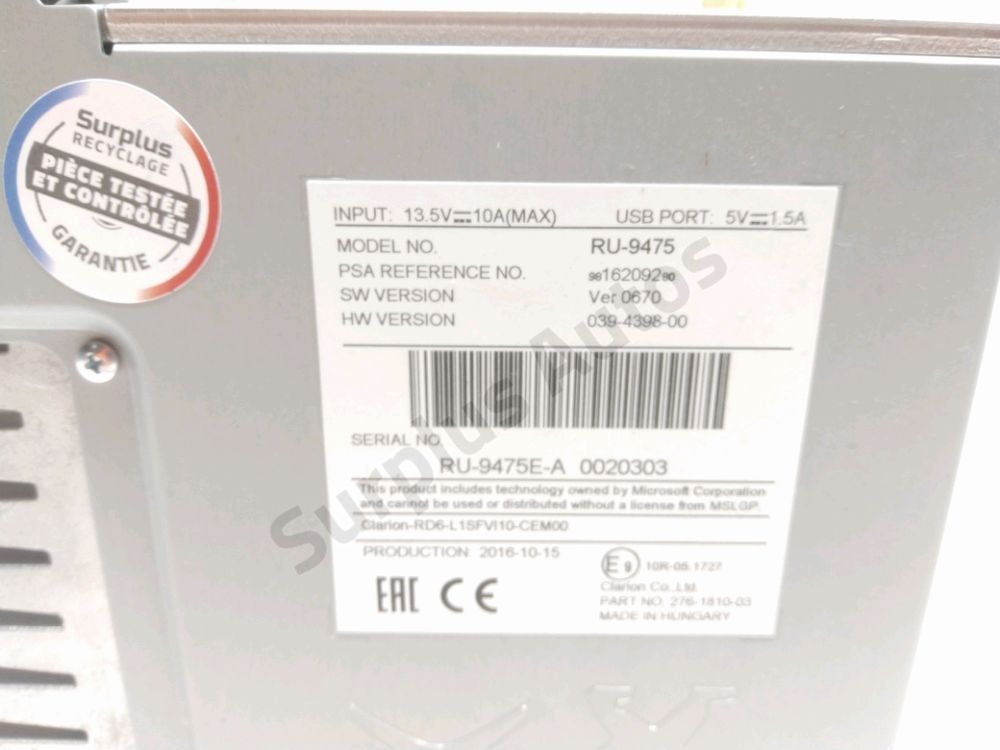 Surplus
RECYCLAGE
PIÈCE TESTÉE
ET CONTRÔLÉE
GARANTIE
INPUT: 13.5V⎓10A(MAX) USB PORT: 5V⎓1.5A
MODEL NO. RU-9475
PSA REFERENCE NO. 9816209280
SW VERSION Ver 0670
HW VERSION 039-4398-00
SERIAL NO.
RU-9475E-A 0020303
This product includes technology owned by Microsoft Corporation
and cannot be used or distributed without a license from MSLGP.
Clarion-RD6-L1SFVI10-CEM00
PRODUCTION: 2016-10-15
E9 10R-05.1727
EAC CE
Clarion Co.,Ltd.
PART NO. 276-1810-03
MADE IN HUNGARY
Surplus Autos